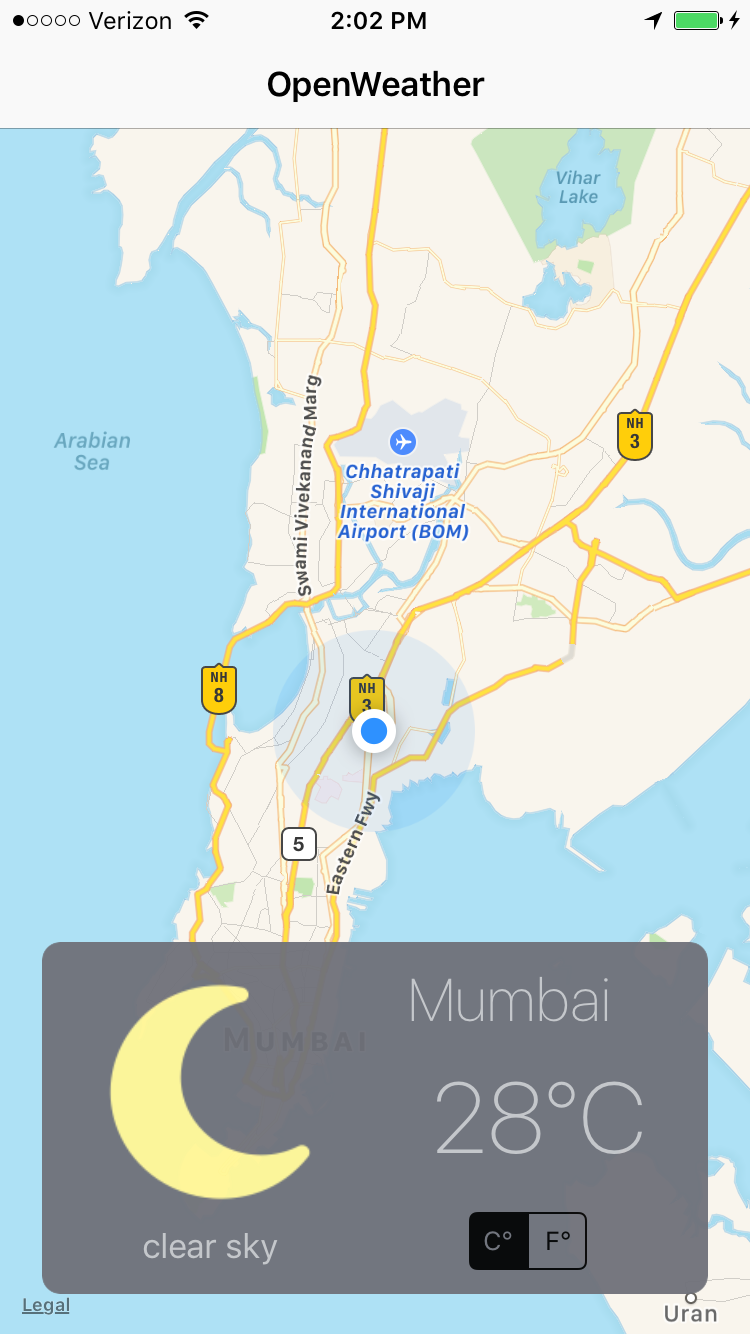 Verizon
2:02 PM
OpenWeather
Vihar
Lake
Arabian
Sea
Swami Vivekanand Marg
NH
3
Chhatrapati
Shivaji
International
Airport (BOM)
NH
8
NH
3
5
Eastern Fwy
Mumbai
MUMBAI
28°C
clear sky
C° F°
Legal
Uran